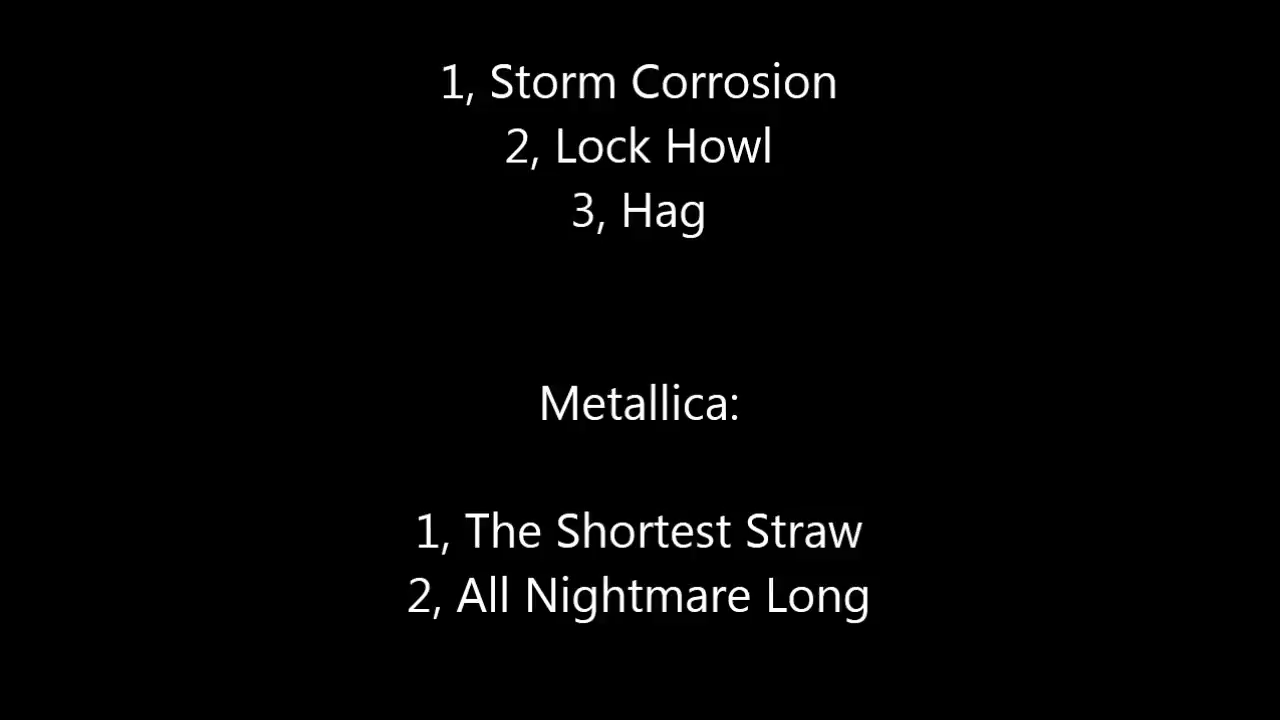 1, Storm Corrosion
2, Lock Howl
3, Hag
Metallica:
1, The Shortest Straw
2, All Nightmare Long